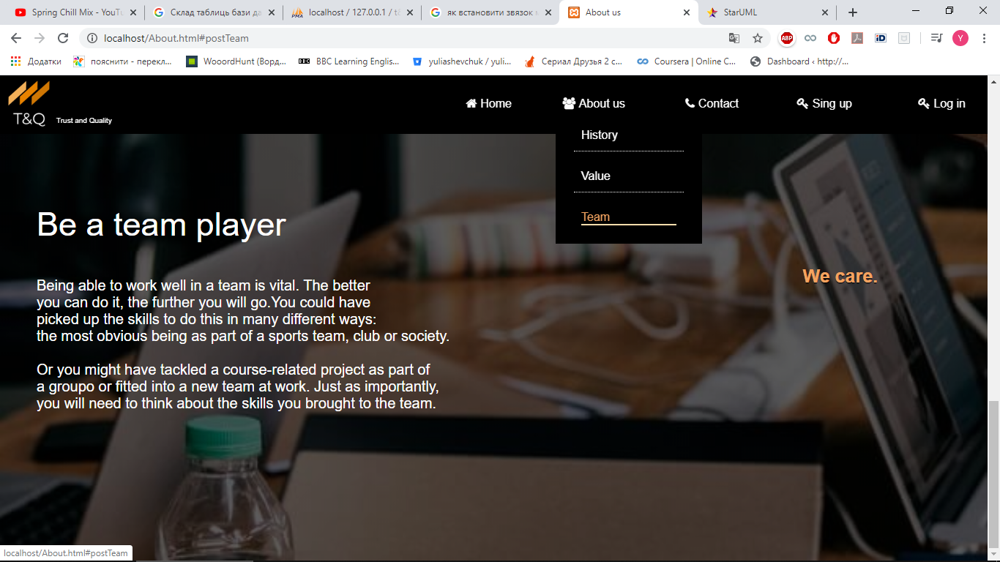 Spring Chill Mix - YouTu
Склад таблиць бази да
localhost / 127.0.0.1 / t
як встановити звязок
About us
StarUML
localhost/About.html#postTeam
Додатки
пояснити - перекл...
WooordHunt (Ворд...
BBC Learning Englis...
yuliashevchuk / yuli...
Сериал Друзья 2 с...
Coursera | Online C...
Dashboard ‹ http://...
T&Q Trust and Quality
Home
About us
Contact
Sing up
Log in
History
Value
Team
Be a team player
We care.
Being able to work well in a team is vital. The better
you can do it, the further you will go.You could have
picked up the skills to do this in many different ways:
the most obvious being as part of a sports team, club or society.
Or you might have tackled a course-related project as part of
a groupo or fitted into a new team at work. Just as importantly,
you will need to think about the skills you brought to the team.
localhost/About.html#postTeam